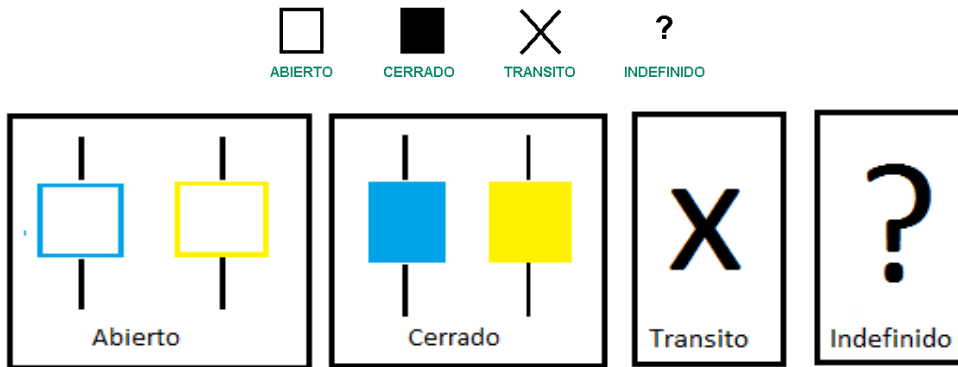 ?
ABIERTO CERRADO TRANSITO INDEFINIDO
X ?
Abierto Cerrado Transito Indefinido